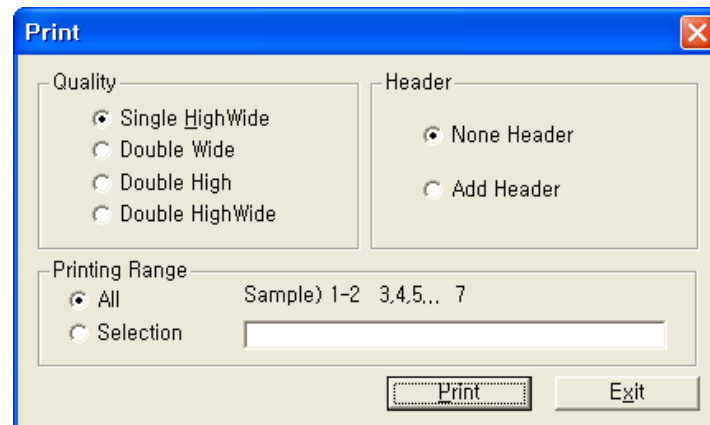 Print
Quality
Single HighWide
Double Wide
Double High
Double HighWide
Header
None Header
Add Header
Printing Range
All
Sample) 1-2 3,4,5,.. 7
Selection
Print
Exit